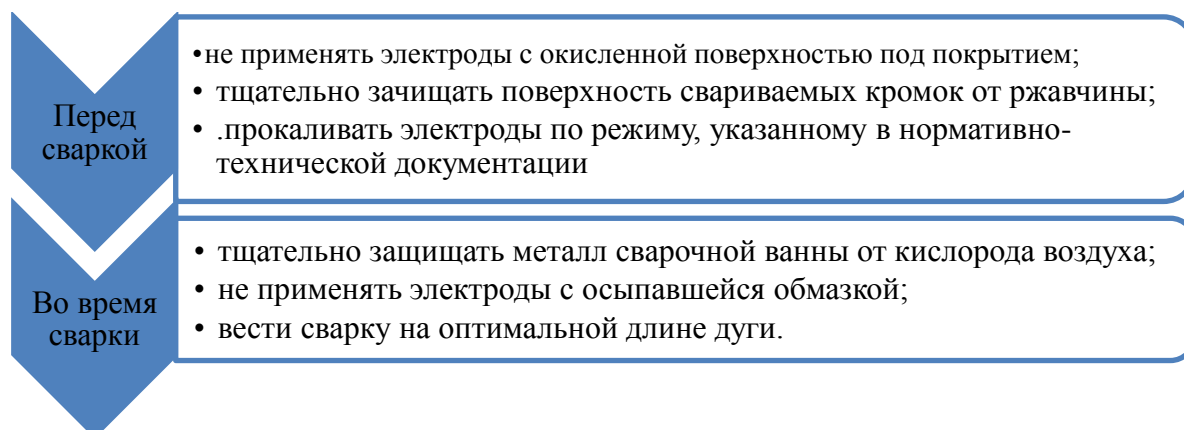 Перед
сваркой
•не применять электроды с окисленной поверхностью под покрытием;
• тщательно зачищать поверхность свариваемых кромок от ржавчины;
• .прокаливать электроды по режиму, указанному в нормативно-
технической документации
Во время
сварки
• тщательно защищать металл сварочной ванны от кислорода воздуха;
• не применять электроды с осыпавшейся обмазкой;
• вести сварку на оптимальной длине дуги.